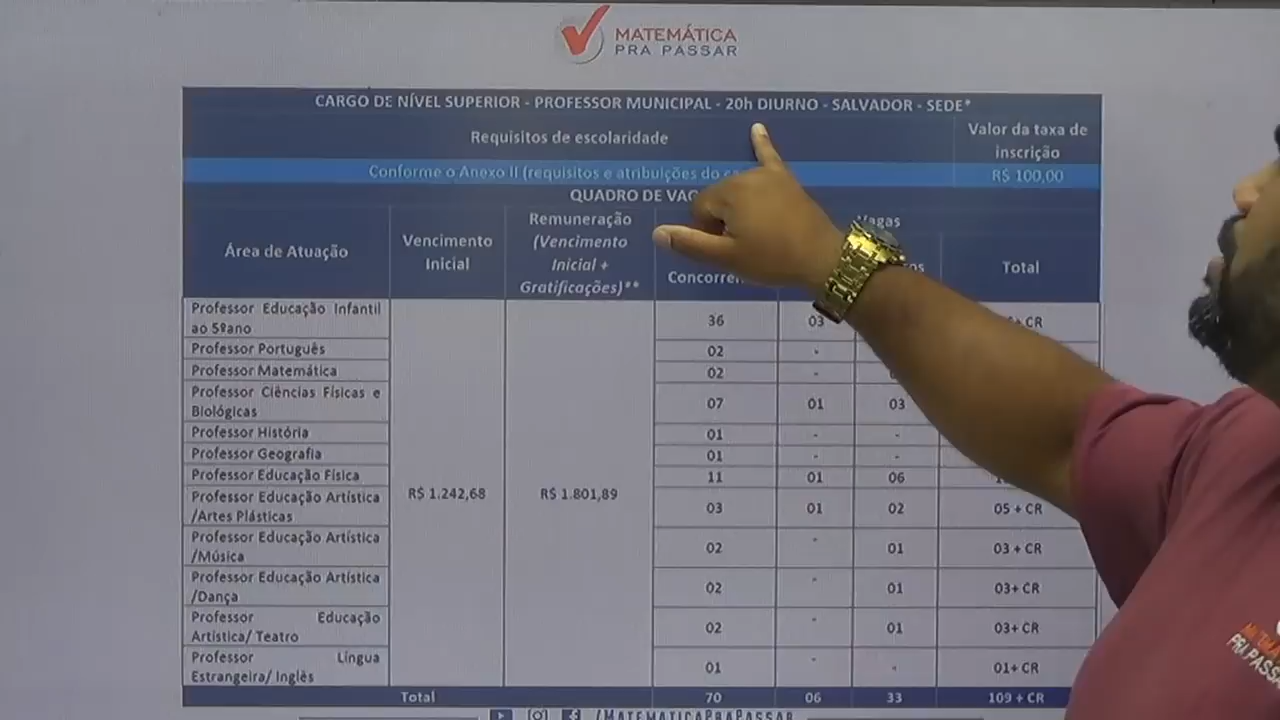 MATEMÁTICA
PRA PASSAR
CARGO DE NÍVEL SUPERIOR - PROFESSOR MUNICIPAL - 20h DIURNO - SALVADOR - SEDE*
Requisitos de escolaridade
Valor da taxa de
inscrição
Conforme o Anexo II (requisitos e atribuições do
R$ 100,00
QUADRO DE
Área de Atuação
Vencimento
Inicial
Remuneração
(Vencimento
Inicial +
Gratificações)**
Vagas
Total
Professor Educação Infantil
ao 5ºano
36 03 + CR
Professor Português
02 -
Professor Matemática
02 -
Professor Ciências Físicas e
Biológicas
07 01 03
Professor História
01 - -
Professor Geografia
01 - -
Professor Educação Física
11 01 06
R$ 1.242,68 R$ 1.801,89
Professor Educação Artística
/Artes Plásticas
03 01 02 05 + CR
Professor Educação Artística
/Música
02 - 01 03 + CR
Professor Educação Artística
/Dança
02 - 01 03+ CR
Professor Educação
Artística/ Teatro
02 - 01 03+ CR
Professor Língua
Estrangeira/ Inglês
01 - - 01+ CR
Total 70 06 33 109 + CR
/MATEMATICAPRAPASSAR
MATEMÁ
PRA PASSA